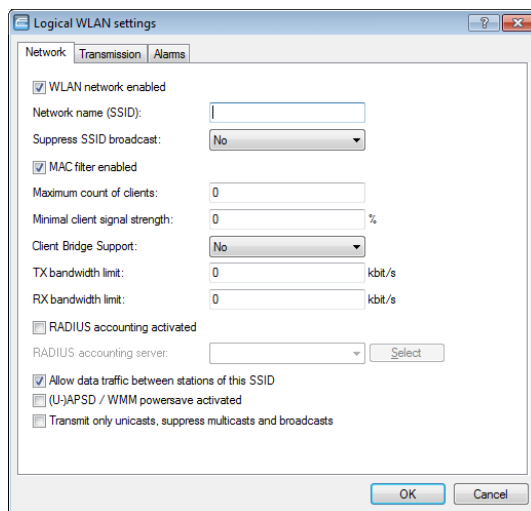 Logical WLAN settings
Network Transmission Alarms
WLAN network enabled
Network name (SSID):
Suppress SSID broadcast: No
MAC filter enabled
Maximum count of clients: 0
Minimal client signal strength: 0 %
Client Bridge Support: No
TX bandwidth limit: 0 kbit/s
RX bandwidth limit: 0 kbit/s
RADIUS accounting activated
RADIUS accounting server: Select
Allow data traffic between stations of this SSID
(U-)APSD / WMM powersave activated
Transmit only unicasts, suppress multicasts and broadcasts
OK Cancel